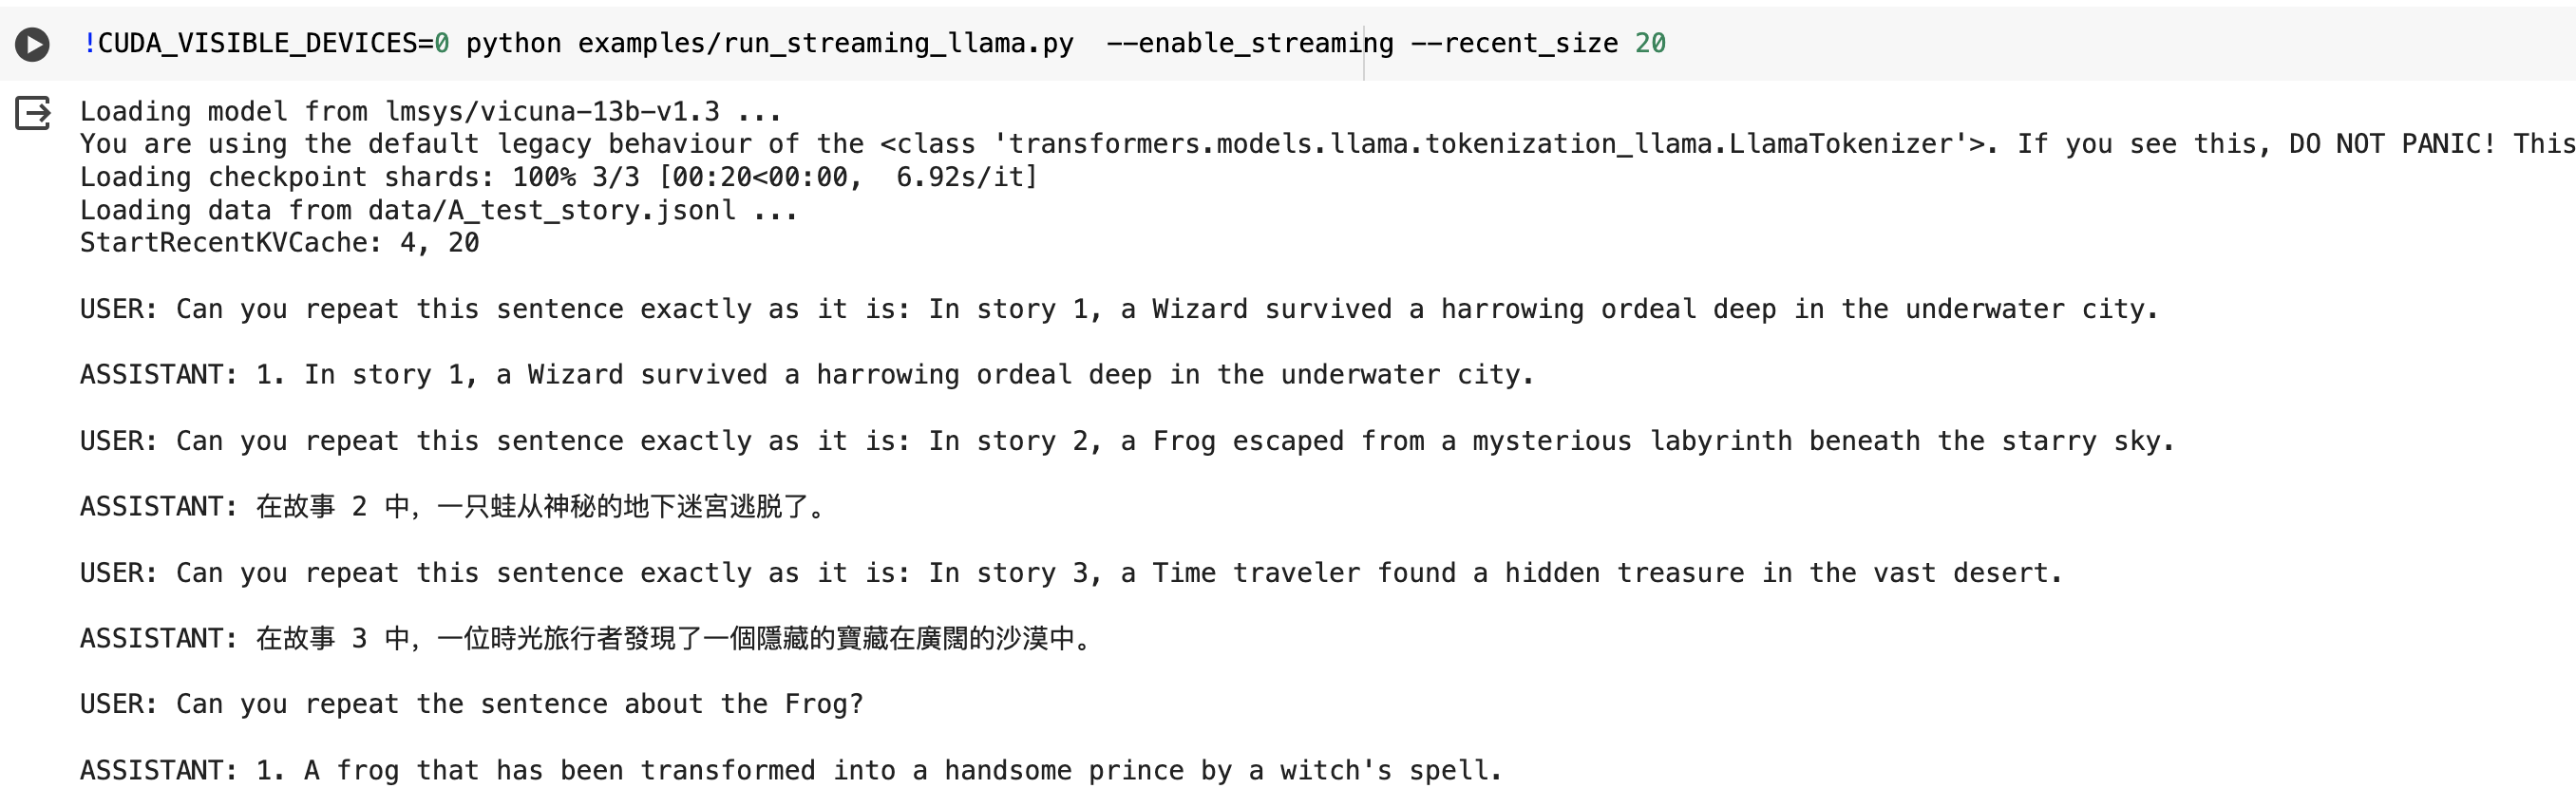 !CUDA_VISIBLE_DEVICES=0 python examples/run_streaming_llama.py  --enable_streaming --recent_size 20
Loading model from lmsys/vicuna-13b-v1.3 ...
You are using the default legacy behaviour of the <class 'transformers.models.llama.tokenization_llama.LlamaTokenizer'>. If you see this, DO NOT PANIC! This
Loading checkpoint shards: 100% 3/3 [00:20<00:00,  6.92s/it]
Loading data from data/A_test_story.jsonl ...
StartRecentKVCache: 4, 20
USER: Can you repeat this sentence exactly as it is: In story 1, a Wizard survived a harrowing ordeal deep in the underwater city.
ASSISTANT: 1. In story 1, a Wizard survived a harrowing ordeal deep in the underwater city.
USER: Can you repeat this sentence exactly as it is: In story 2, a Frog escaped from a mysterious labyrinth beneath the starry sky.
ASSISTANT: 在故事 2 中，一只蛙从神秘的地下迷宮逃脱了。
USER: Can you repeat this sentence exactly as it is: In story 3, a Time traveler found a hidden treasure in the vast desert.
ASSISTANT: 在故事 3 中，一位時光旅行者發現了一個隱藏的寶藏在廣闊的沙漠中。
USER: Can you repeat the sentence about the Frog?
ASSISTANT: 1. A frog that has been transformed into a handsome prince by a witch's spell.